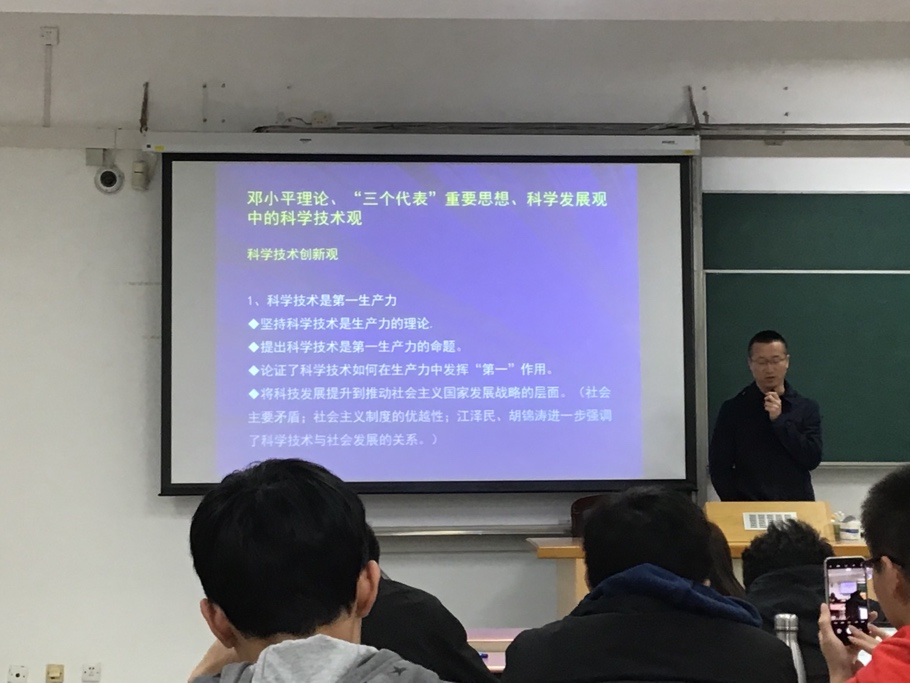 邓小平理论、“三个代表”重要思想、科学发展观
中的科学技术观
科学技术创新观
1、科学技术是第一生产力
◆坚持科学技术是生产力的理论.
◆提出科学技术是第一生产力的命题。
◆论证了科学技术如何在生产力中发挥“第一”作用。
◆将科技发展提升到推动社会主义国家发展战略的层面。（社会
主要矛盾；社会主义制度的优越性；江泽民、胡锦涛进一步强调
了科学技术与社会发展的关系。）